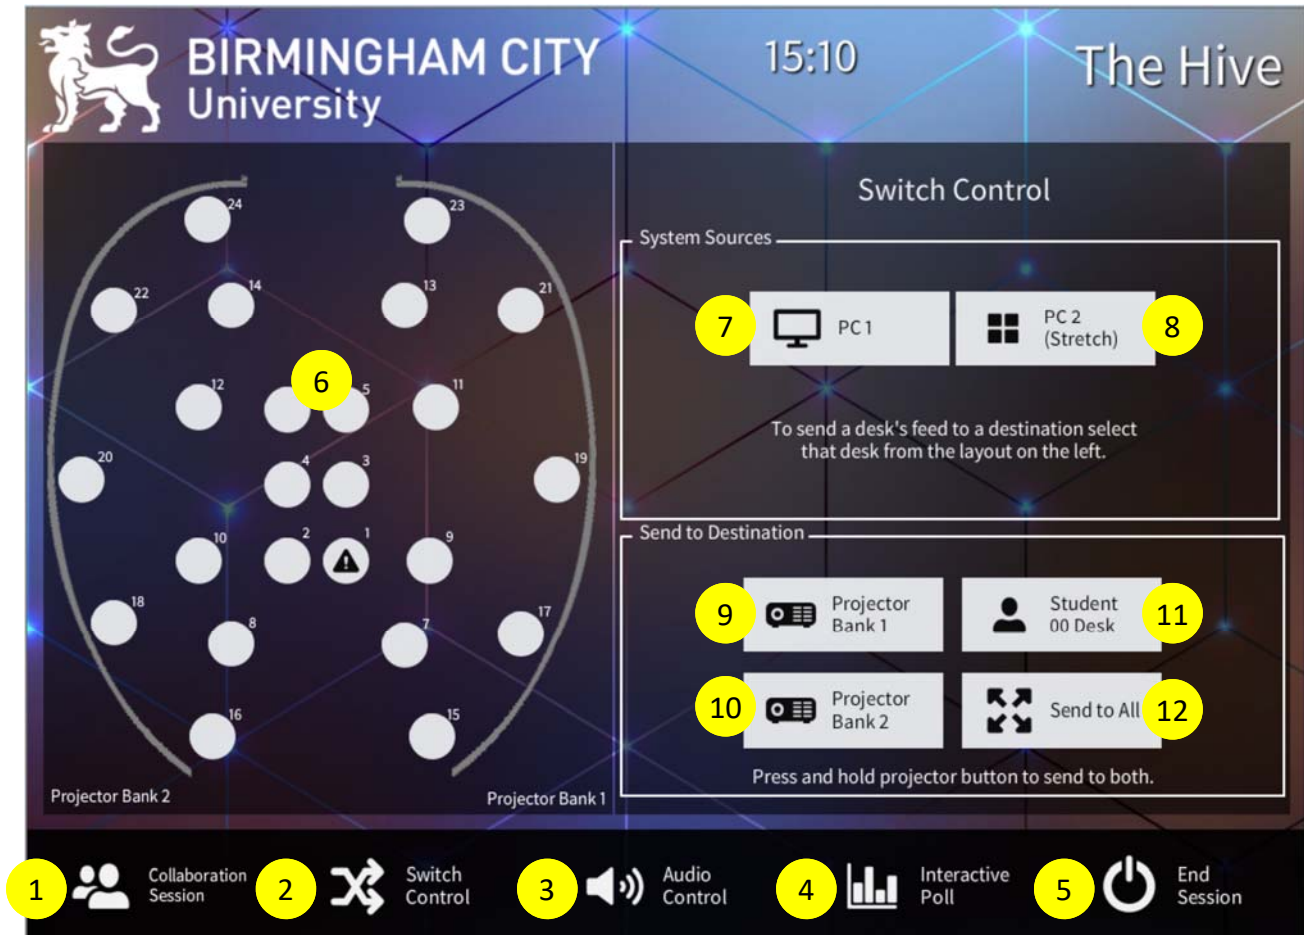 BIRMINGHAM CITY
University
15:10
The Hive
24
23
22
14
13
21
12
6
5
11
20
4
3
19
10
2
1
9
18
8
7
17
16
15
Projector Bank 2
Projector Bank 1
Switch Control
System Sources
7
PC 1
PC 2
(Stretch)
8
To send a desk's feed to a destination select
that desk from the layout on the left.
Send to Destination
9
Projector
Bank 1
Student
00 Desk
11
10
Projector
Bank 2
Send to All
12
Press and hold projector button to send to both.
1
Collaboration
Session
2
Switch
Control
3
Audio
Control
4
Interactive
Poll
5
End
Session